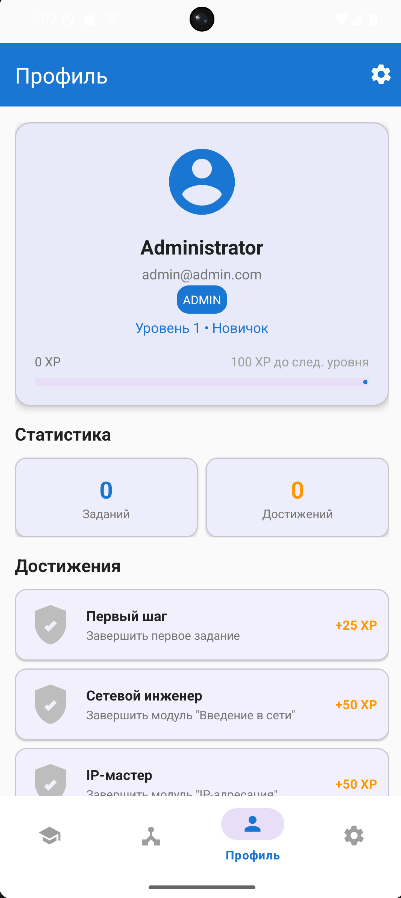 2:02
Профиль
Administrator
admin@admin.com
ADMIN
Уровень 1 • Новичок
0 XP
100 XP до след. уровня
Статистика
0
Заданий
0
Достижений
Достижения
Первый шаг
Завершить первое задание
+25 XP
Сетевой инженер
Завершить модуль "Введение в сети"
+50 XP
IP-мастер
Завершить модуль "IP-адресация"
+50 XP
Профиль